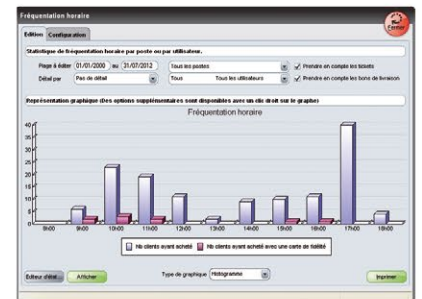 Fréquentation horaire
Fermer
Edition Configuration
Statistique de fréquentation horaire par poste ou par utilisateur.
Page à éditer 01/01/2000 au 31/07/2012 Tous les postes Prendre en compte les tickets
Détail par Pas de détail Tous Tous les utilisateurs Prendre en compte les bons de livraison
Représentation graphique (Des options supplémentaires sont disponibles avec un clic droit sur le graphe)
Fréquentation horaire
40
35
30
25
20
15
10
5
0
8h00 9h00 10h00 11h00 12h00 13h00 14h00 15h00 16h00 17h00 18h00
Nb clients ayant acheté Nb clients ayant acheté avec une carte de fidélité
Editeur d'état... Afficher Type de graphique Histogramme Imprimer